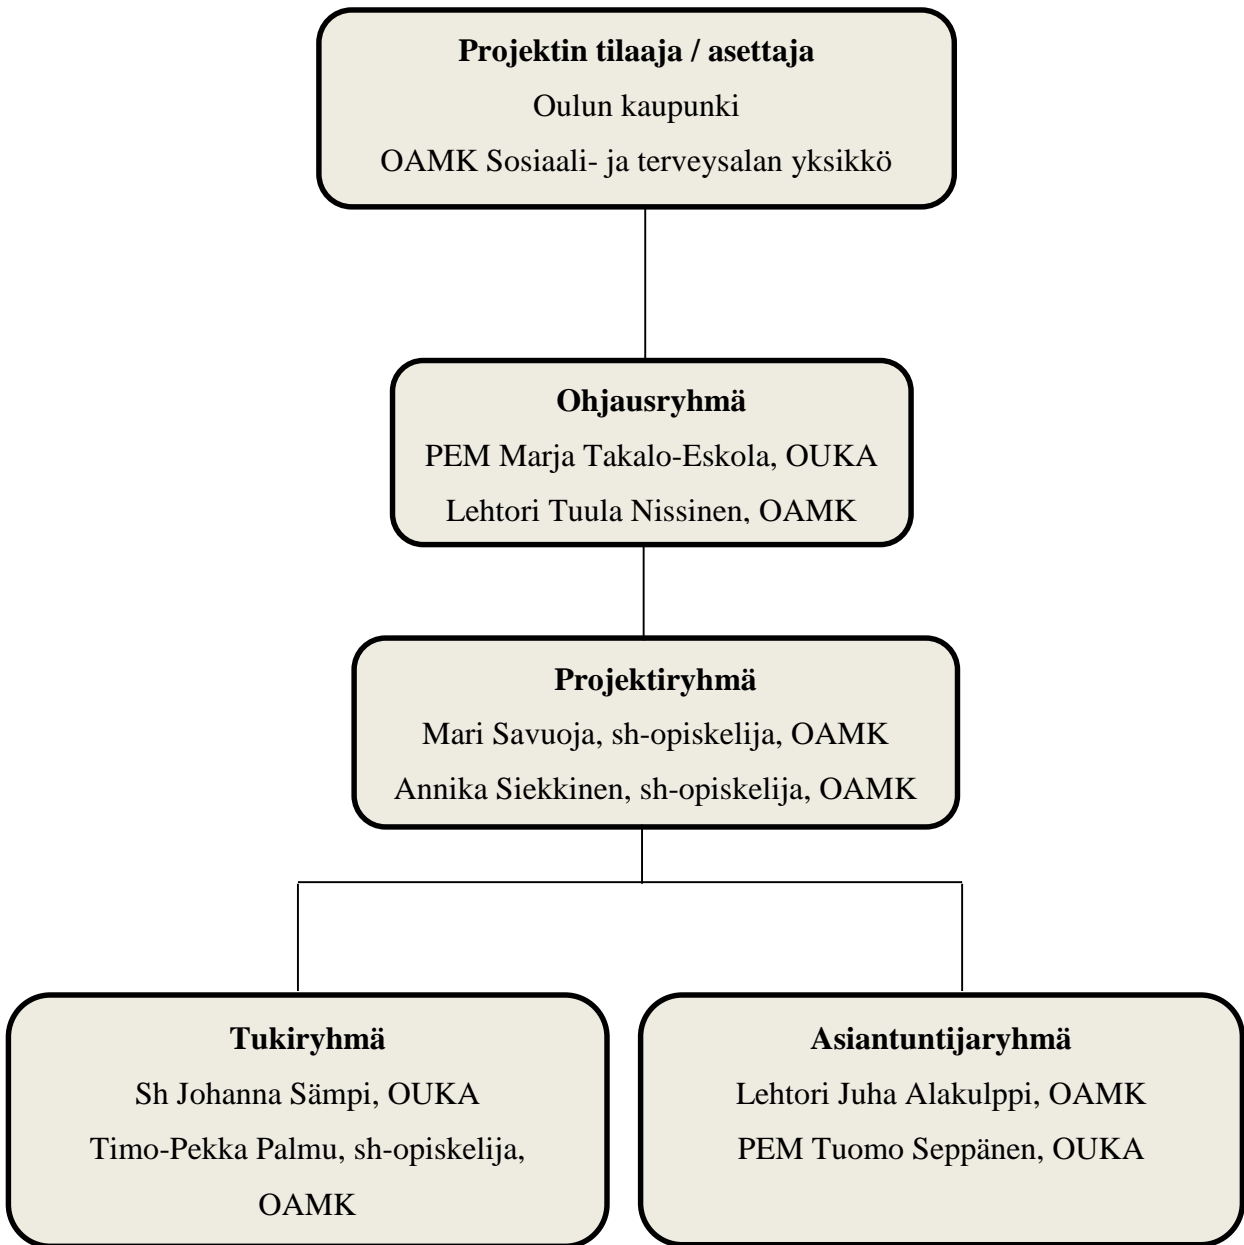 Projektin tilaaja / asettaja
Oulun kaupunki
OAMK Sosiaali- ja terveysalan yksikkö
Ohjausryhmä
PEM Marja Takalo-Eskola, OUKA
Lehtori Tuula Nissinen, OAMK
Projektiryhmä
Mari Savuoja, sh-opiskelija, OAMK
Annika Siekkinen, sh-opiskelija, OAMK
Tukiryhmä
Sh Johanna Sämpi, OUKA
Timo-Pekka Palmu, sh-opiskelija,
OAMK
Asiantuntijaryhmä
Lehtori Juha Alakulppi, OAMK
PEM Tuomo Seppänen, OUKA